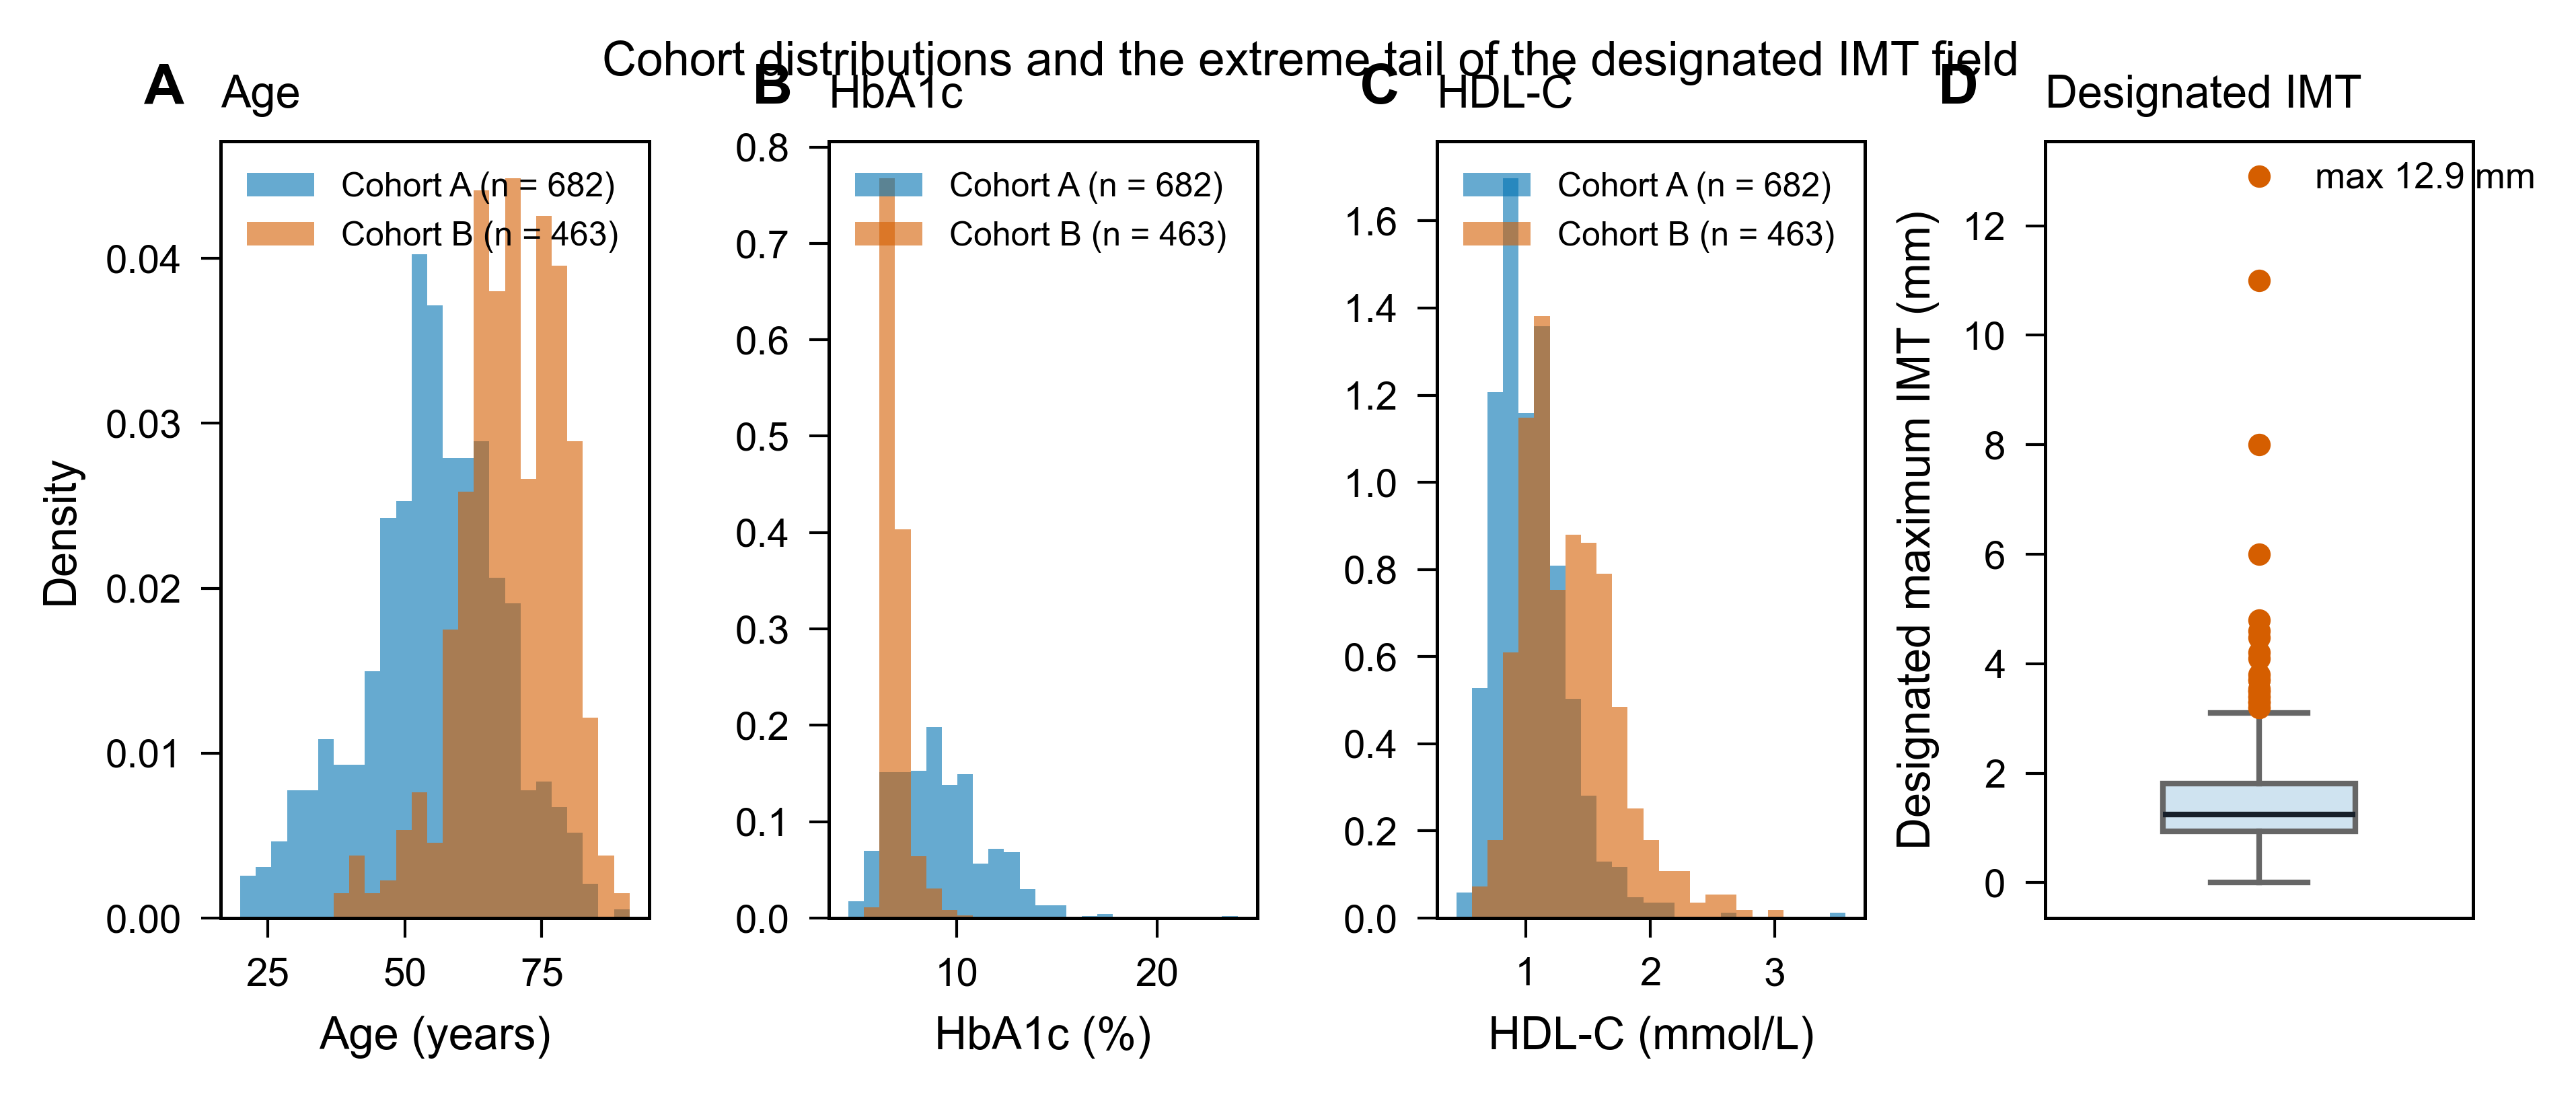 Cohort distributions and the extreme tail of the designated IMT field
A Age
Cohort A (n = 682)
Cohort B (n = 463)
Density
0.04
0.03
0.02
0.01
0.00
25 50 75
Age (years)
B HbA1c
Cohort A (n = 682)
Cohort B (n = 463)
0.8
0.7
0.6
0.5
0.4
0.3
0.2
0.1
0.0
10 20
HbA1c (%)
C HDL-C
Cohort A (n = 682)
Cohort B (n = 463)
1.6
1.4
1.2
1.0
0.8
0.6
0.4
0.2
0.0
1 2 3
HDL-C (mmol/L)
D Designated IMT
max 12.9 mm
Designated maximum IMT (mm)
12
10
8
6
4
2
0